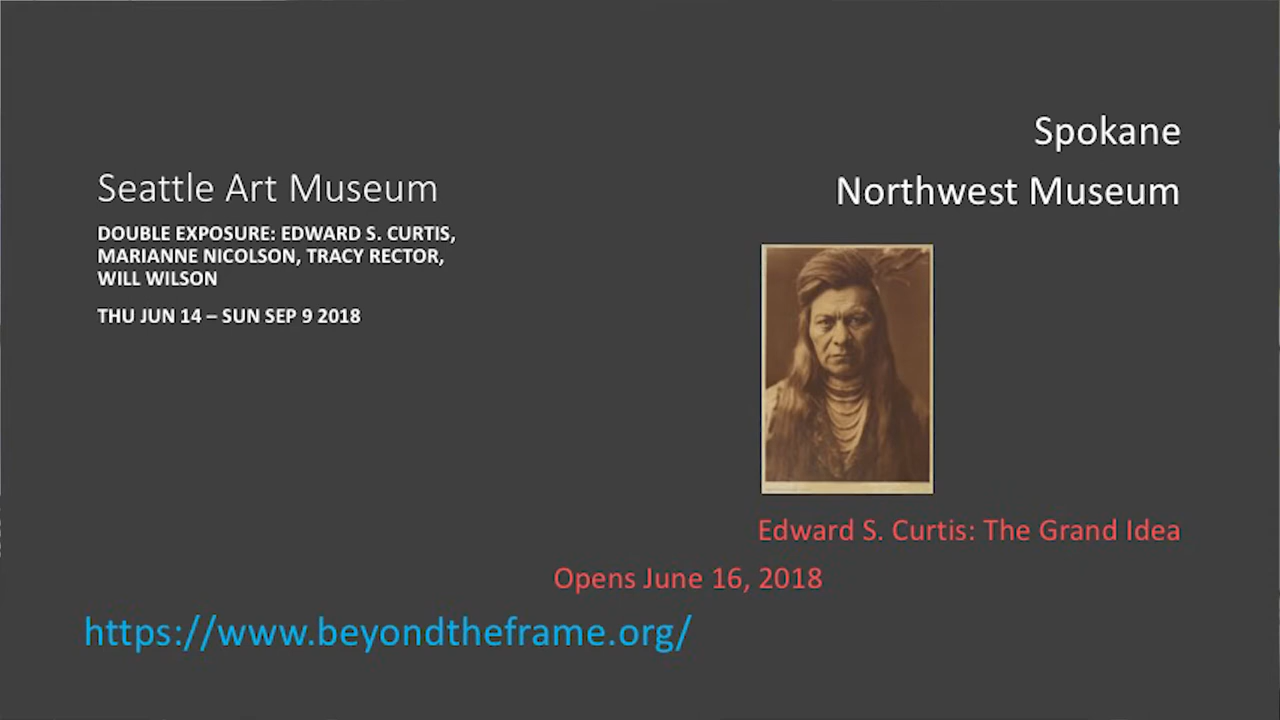 Seattle Art Museum
DOUBLE EXPOSURE: EDWARD S. CURTIS,
MARIANNE NICOLSON, TRACY RECTOR,
WILL WILSON
THU JUN 14 – SUN SEP 9 2018
Spokane
Northwest Museum
Edward S. Curtis: The Grand Idea
Opens June 16, 2018
https://www.beyondtheframe.org/